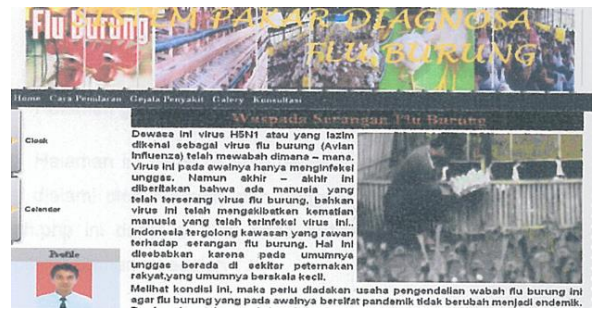 Flu Burung
SISTEM PAKAR DIAGNOSA
FLU BURUNG
Home Cara Penularan Gejala Penyakit Galery Konsultasi
Waspada Serangan Flu Burung
Clock
Calendar
Profile
Dewasa ini virus H5N1 atau yang lazim
dikenal sebagai virus flu burung (Avian
Influenza) telah mewabah dimana – mana.
Virus ini pada awalnya hanya menginfeksi
unggas. Namun akhir – akhir ini
diberitakan bahwa ada manusia yang
telah terserang virus flu burung, bahkan
virus ini telah mengakibatkan kematian
manusia yang telah terinfeksi virus ini..
Indonesia tergolong kawasan yang rawan
terhadap serangan flu burung. Hal ini
disebabkan karena pada umumnya
unggas berada di sekitar peternakan
rakyat,yang umumnya berskala kecil.
Melihat kondisi ini, maka perlu diadakan usaha pengendalian wabah flu burung ini
agar flu burung yang pada awalnya bersifat pandemik tidak berubah menjadi endemik.